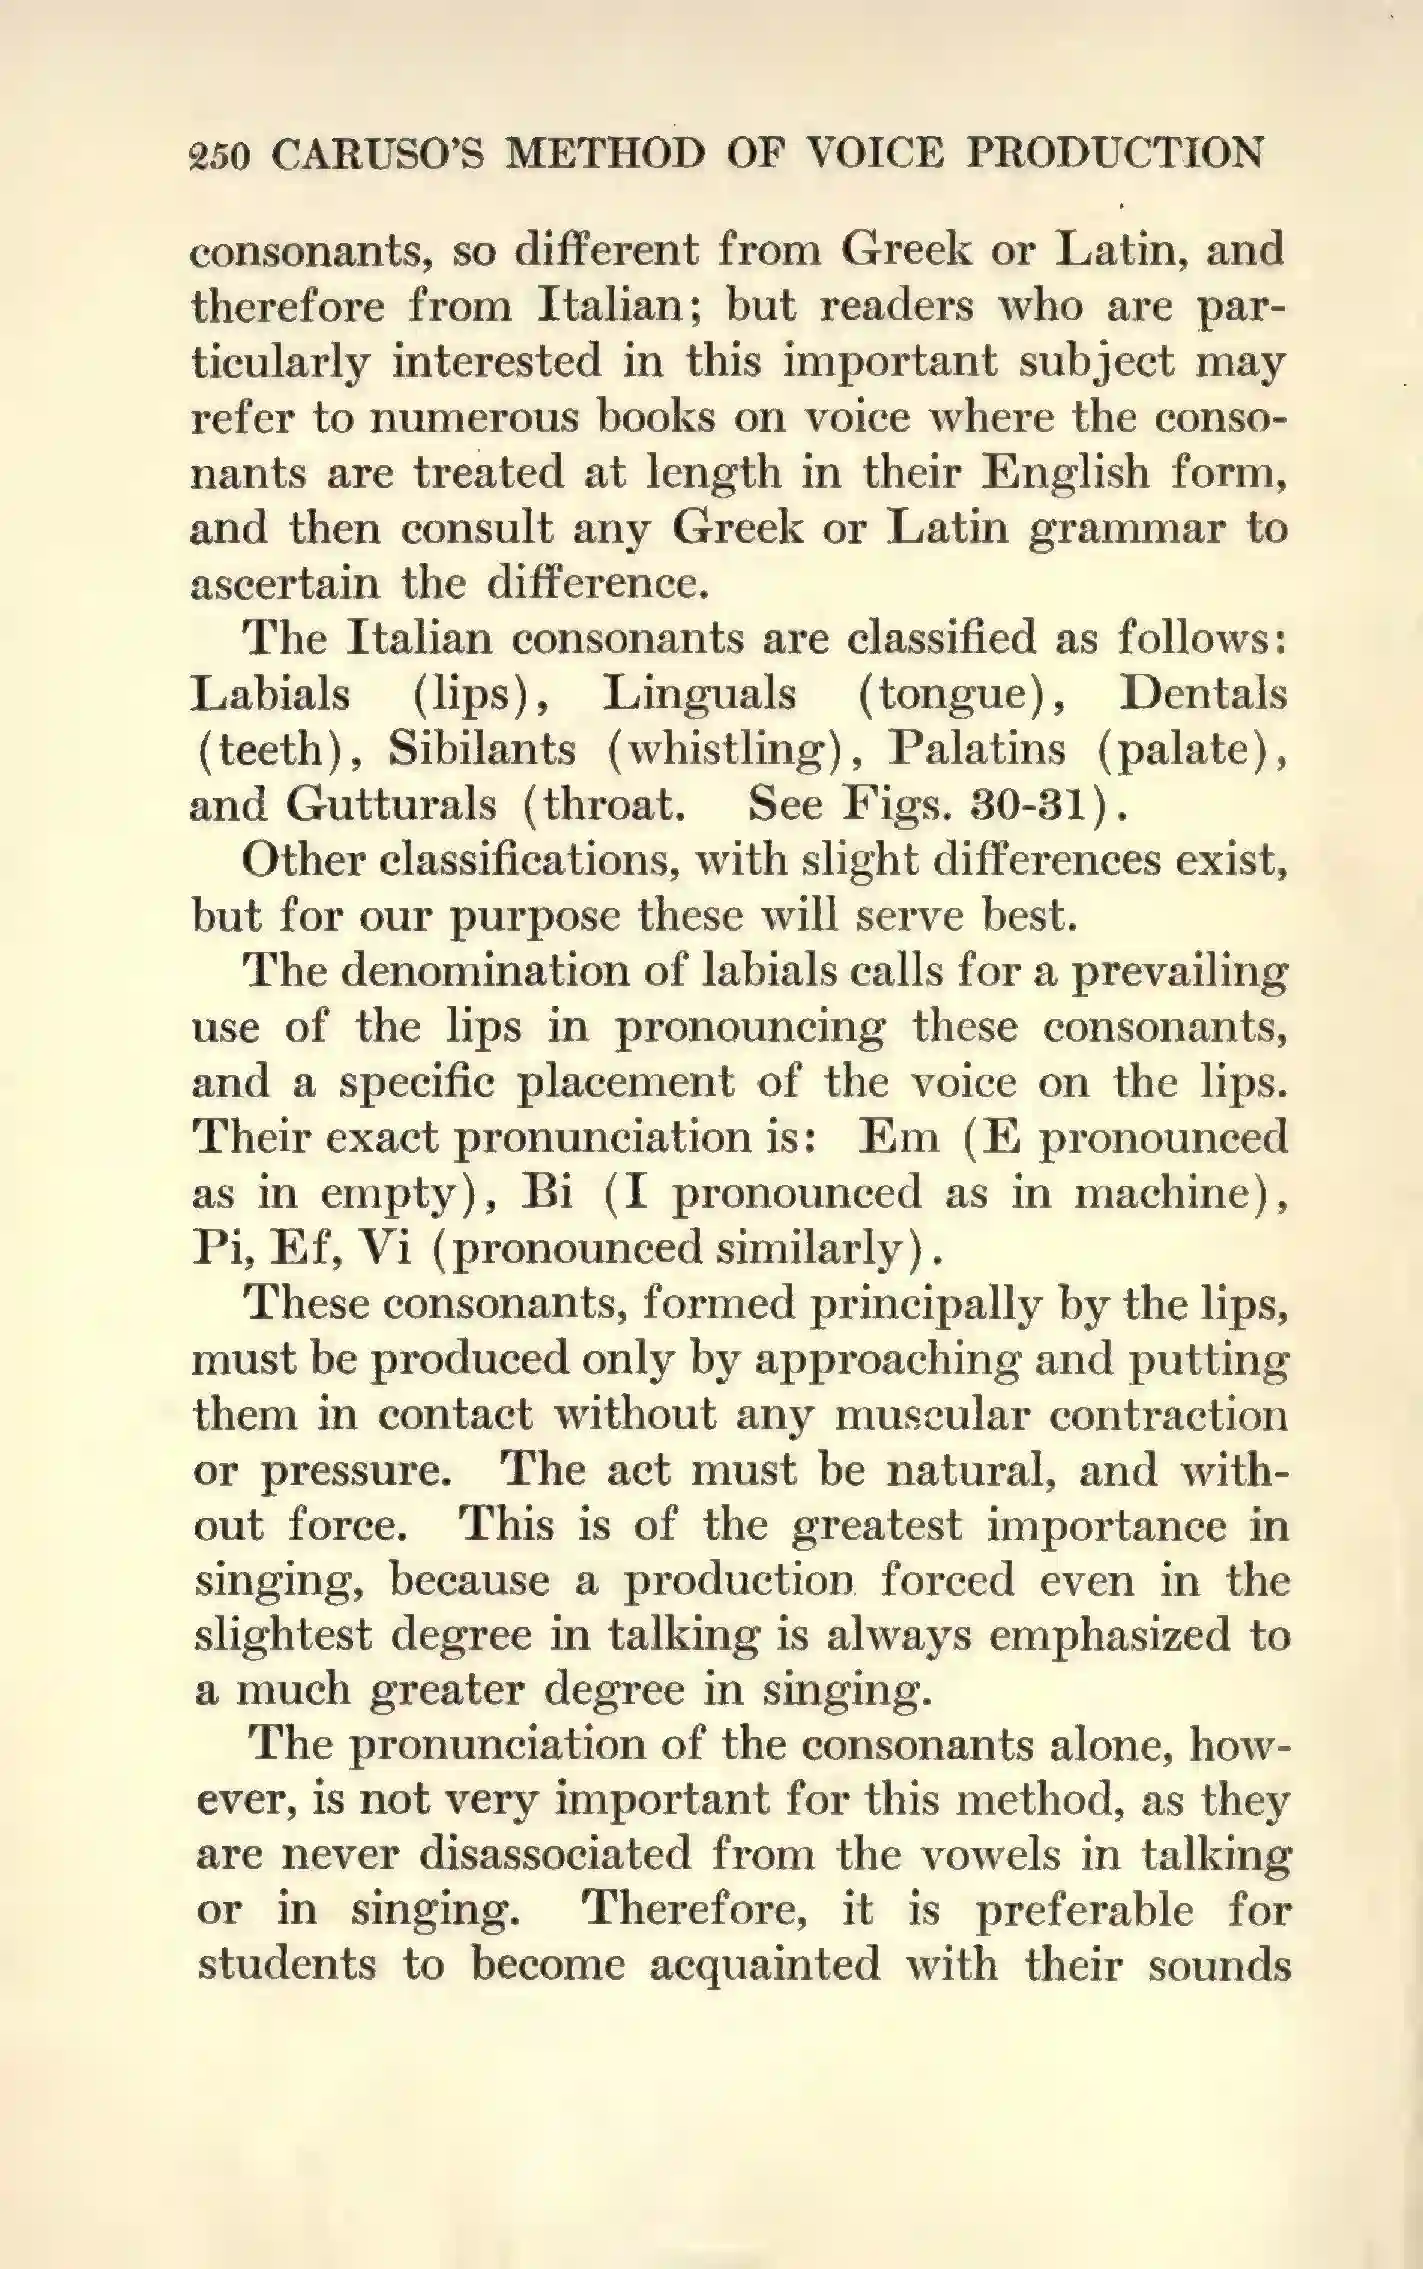 250 CARUSO'S METHOD OF VOICE PRODUCTION
consonants, so different from Greek or Latin, and
therefore from Italian; but readers who are par-
ticularly interested in this important subject may
refer to numerous books on voice where the conso-
nants are treated at length in their English form,
and then consult any Greek or Latin grammar to
ascertain the difference.
The Italian consonants are classified as follows:
Labials (lips), Linguals (tongue), Dentals
(teeth), Sibilants (whistling), Palatins (palate),
and Gutturals (throat. See Figs. 30-31).
Other classifications, with slight differences exist,
but for our purpose these will serve best.
The denomination of labials calls for a prevailing
use of the lips in pronouncing these consonants,
and a specific placement of the voice on the lips.
Their exact pronunciation is: Em (E pronounced
as in empty), Bi (I pronounced as in machine),
Pi, Ef, Vi (pronounced similarly).
These consonants, formed principally by the lips,
must be produced only by approaching and putting
them in contact without any muscular contraction
or pressure. The act must be natural, and with-
out force. This is of the greatest importance in
singing, because a production forced even in the
slightest degree in talking is always emphasized to
a much greater degree in singing.
The pronunciation of the consonants alone, how-
ever, is not very important for this method, as they
are never disassociated from the vowels in talking
or in singing. Therefore, it is preferable for
students to become acquainted with their sounds